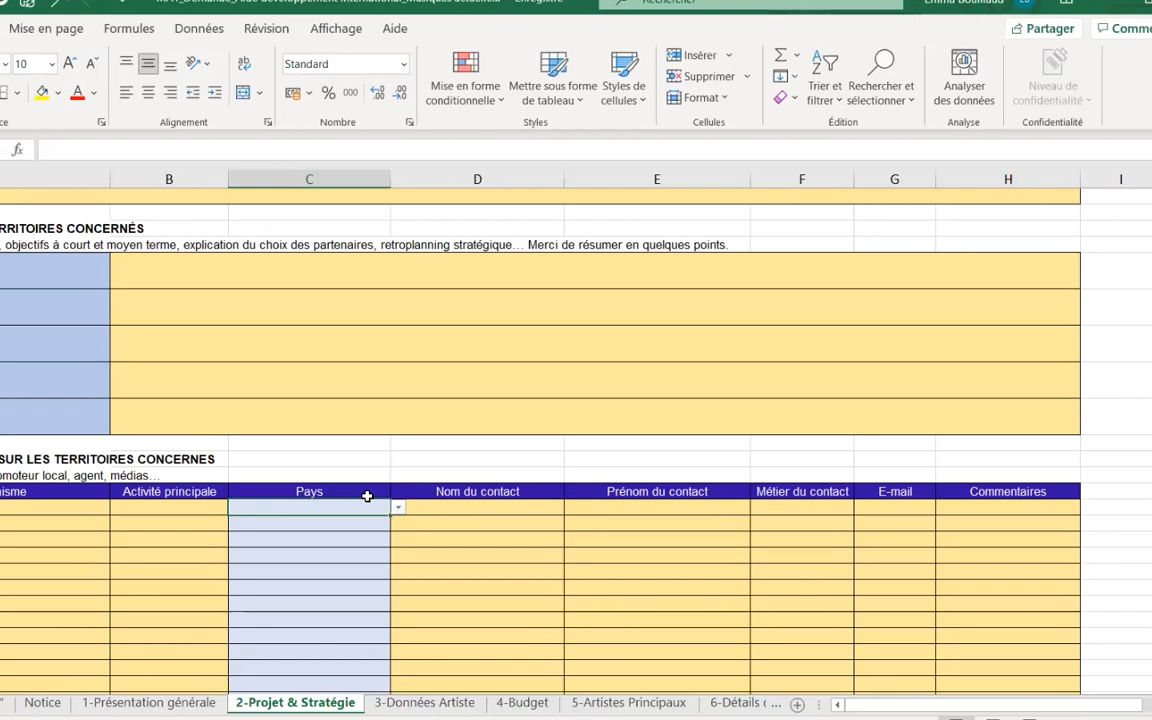 Mise en page Formules Données Révision Affichage Aide
Partager
10
Standard
Mise en forme conditionnelle
Mettre sous forme de tableau
Styles de cellules
Insérer
Supprimer
Format
Trier et filtrer
Rechercher et sélectionner
Analyser des données
Niveau de confidentialité
% 000
Alignement Nombre Styles Cellules Édition Analyse Confidentialité
fx
B C D E F G H I
CONCERNÉS
, objectifs à court et moyen terme, explication du choix des partenaires, retroplanning stratégique… Merci de résumer en quelques points.
SUR LES TERRITOIRES CONCERNES
local, agent, médias…
Activité principale Pays Nom du contact Prénom du contact Métier du contact E-mail Commentaires
Notice 1-Présentation générale 2-Projet & Stratégie 3-Données Artiste 4-Budget 5-Artistes Principaux 6-Détails